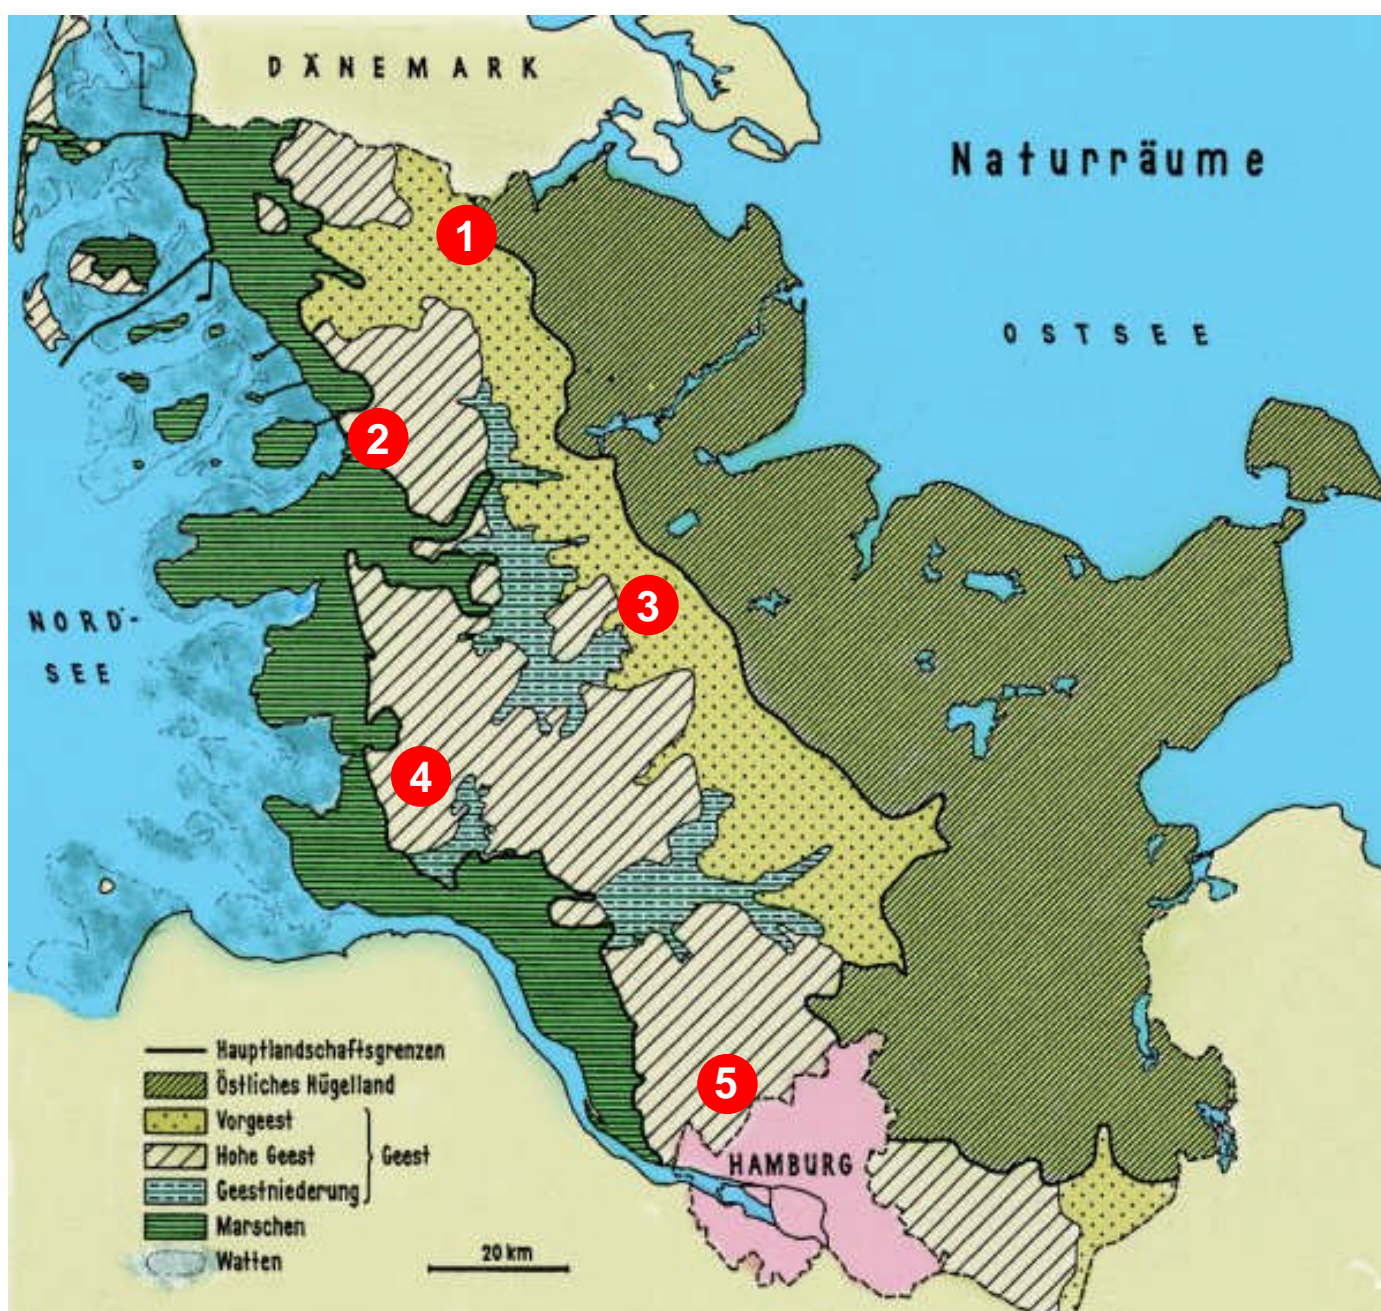 DÄNEMARK
Naturräume
1
OSTSEE
2
3
NORD-
SEE
4
Hauptlandschaftsgrenzen
Östliches Hügelland
5
Vorgeest
Hohe Geest
Geest
HAMBURG
Geestniederung
Marschen
Watten
20 km